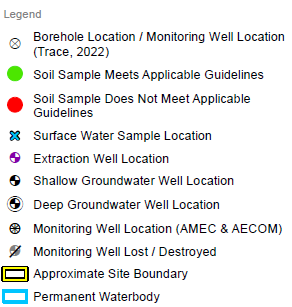 Legend
Borehole Location / Monitoring Well Location
(Trace, 2022)
Soil Sample Meets Applicable Guidelines
Soil Sample Does Not Meet Applicable
Guidelines
Surface Water Sample Location
Extraction Well Location
Shallow Groundwater Well Location
Deep Groundwater Well Location
Monitoring Well Location (AMEC & AECOM)
Monitoring Well Lost / Destroyed
Approximate Site Boundary
Permanent Waterbody